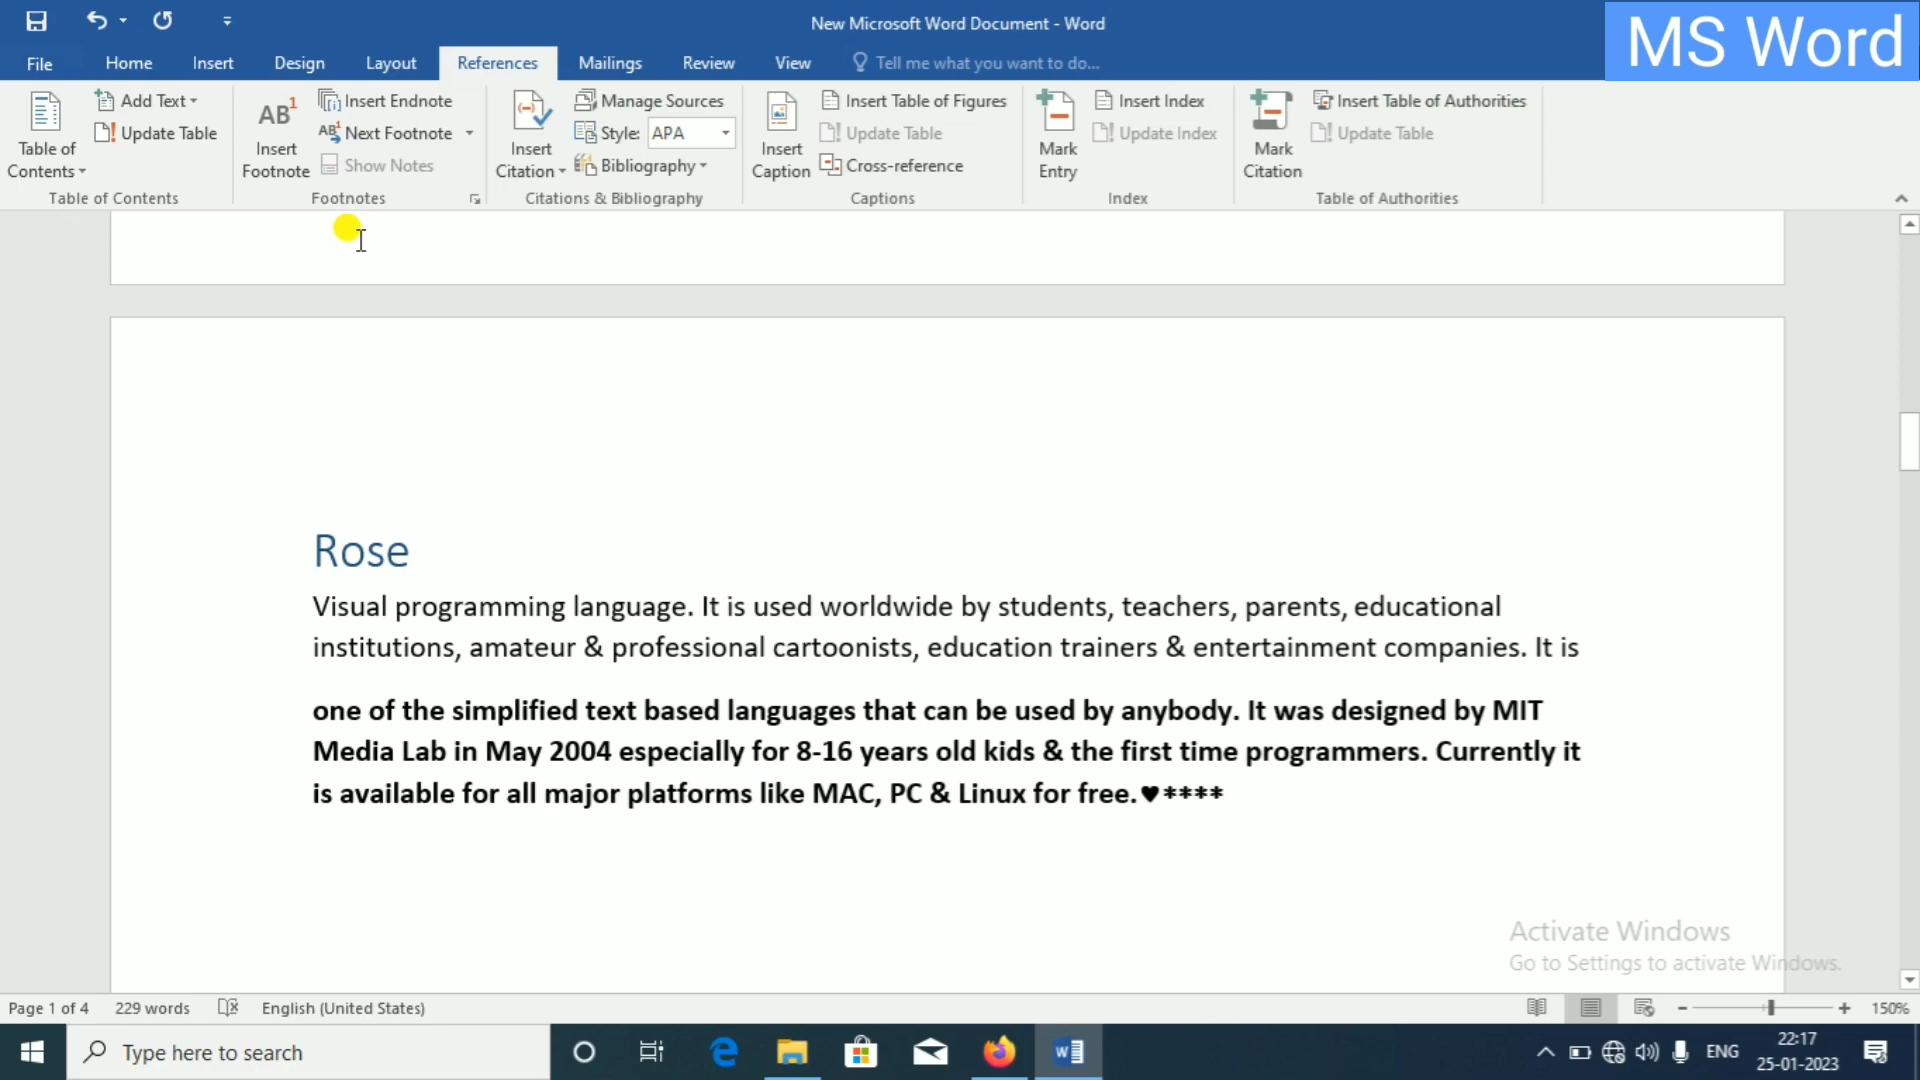 New Microsoft Word Document - Word
MS Word
File Home Insert Design Layout References Mailings Review View Tell me what you want to do...
Table of Contents
Add Text
Update Table
Table of Contents
AB1
Insert Footnote
Insert Endnote
AB1 Next Footnote
Show Notes
Footnotes
Insert Citation
Manage Sources
Style: APA
Bibliography
Citations & Bibliography
Insert Caption
Insert Table of Figures
Update Table
Cross-reference
Captions
Mark Entry
Insert Index
Update Index
Index
Mark Citation
Insert Table of Authorities
Update Table
Table of Authorities
Rose
Visual programming language. It is used worldwide by students, teachers, parents, educational
institutions, amateur & professional cartoonists, education trainers & entertainment companies. It is
one of the simplified text based languages that can be used by anybody. It was designed by MIT
Media Lab in May 2004 especially for 8-16 years old kids & the first time programmers. Currently it
is available for all major platforms like MAC, PC & Linux for free.♥****
Activate Windows
Go to Settings to activate Windows.
Page 1 of 4 229 words English (United States) 150%
Type here to search
ENG
22:17
25-01-2023